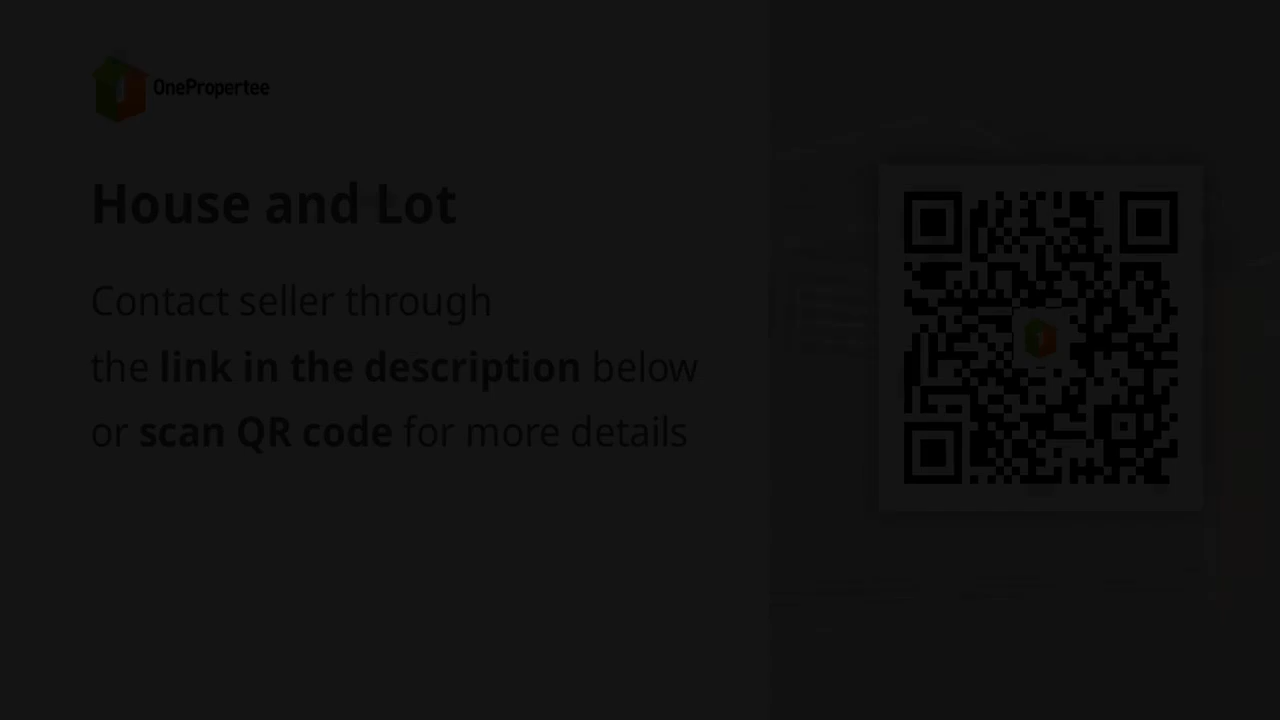 OnePropertee
House and Lot
Contact seller through
the link in the description below
or scan QR code for more details